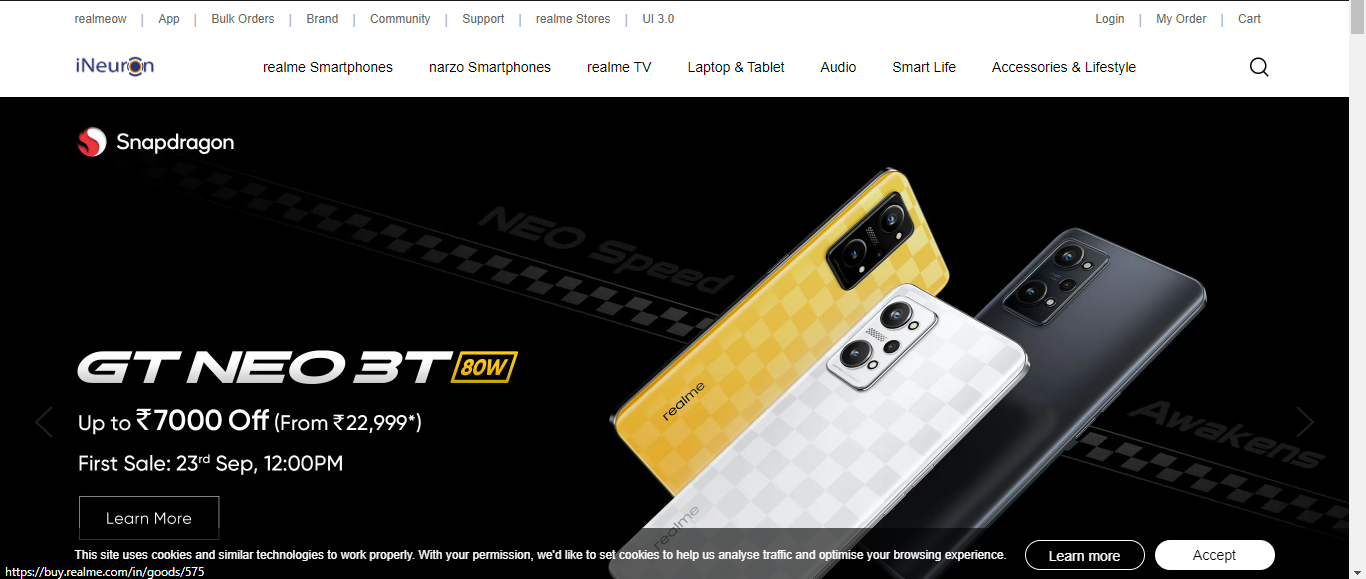 realmeow | App | Bulk Orders | Brand | Community | Support | realme Stores | UI 3.0
Login | My Order | Cart
iNeuron
realme Smartphones narzo Smartphones realme TV Laptop & Tablet Audio Smart Life Accessories & Lifestyle
Snapdragon
NEO Speed
GT NEO 3T 80W
Up to ₹7000 Off (From ₹22,999*)
First Sale: 23rd Sep, 12:00PM
Learn More
realme
realme
Awakens
This site uses cookies and similar technologies to work properly. With your permission, we'd like to set cookies to help us analyse traffic and optimise your browsing experience.
Learn more
Accept
https://buy.realme.com/in/goods/575